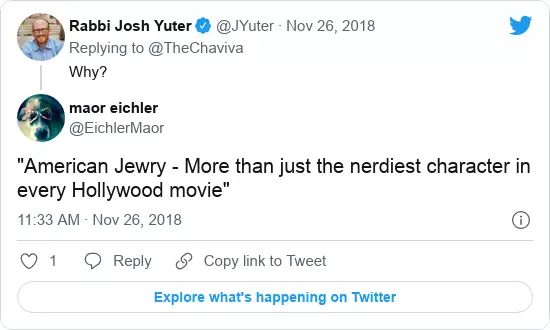 Rabbi Josh Yuter @JYuter · Nov 26, 2018
Replying to @TheChaviva
Why?
maor eichler
@EichlerMaor
"American Jewry - More than just the nerdiest character in
every Hollywood movie"
11:33 AM · Nov 26, 2018
1 Reply Copy link to Tweet
Explore what's happening on Twitter